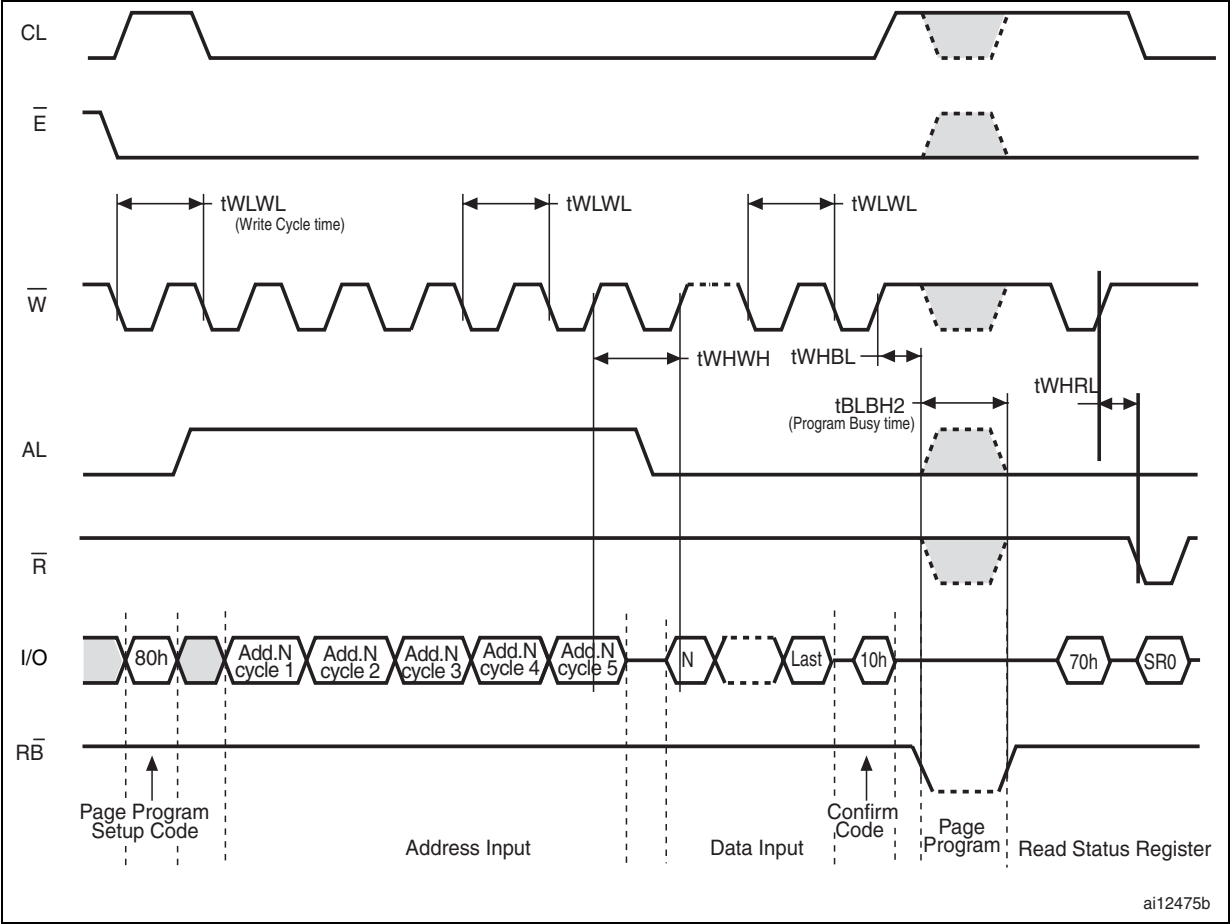 CL
E̅
tWLWL
(Write Cycle time)
tWLWL
tWLWL
W̅
tWHWH
tWHBL
tWHRL
tBLBH2
(Program Busy time)
AL
R̅
I/O
80h
Add.N
cycle 1
Add.N
cycle 2
Add.N
cycle 3
Add.N
cycle 4
Add.N
cycle 5
N
Last
10h
70h
SR0
RB̅
Page Program
Setup Code
Address Input
Data Input
Confirm
Code
Page
Program
Read Status Register
ai12475b